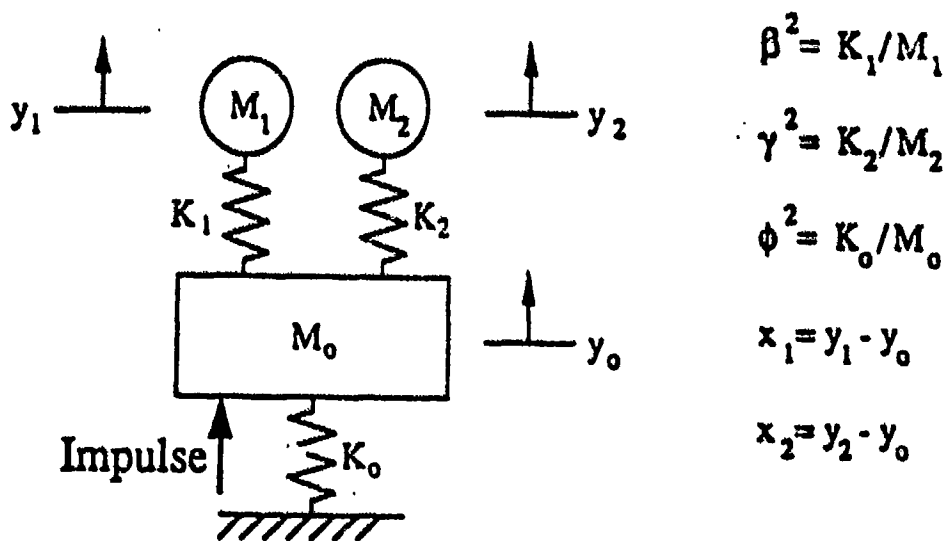 y₁
M₁
M₂
y₂
K₁
K₂
M₀
y₀
Impulse
K₀
β² = K₁/M₁
γ² = K₂/M₂
ϕ² = K₀/M₀
x₁ = y₁ - y₀
x₂ = y₂ - y₀